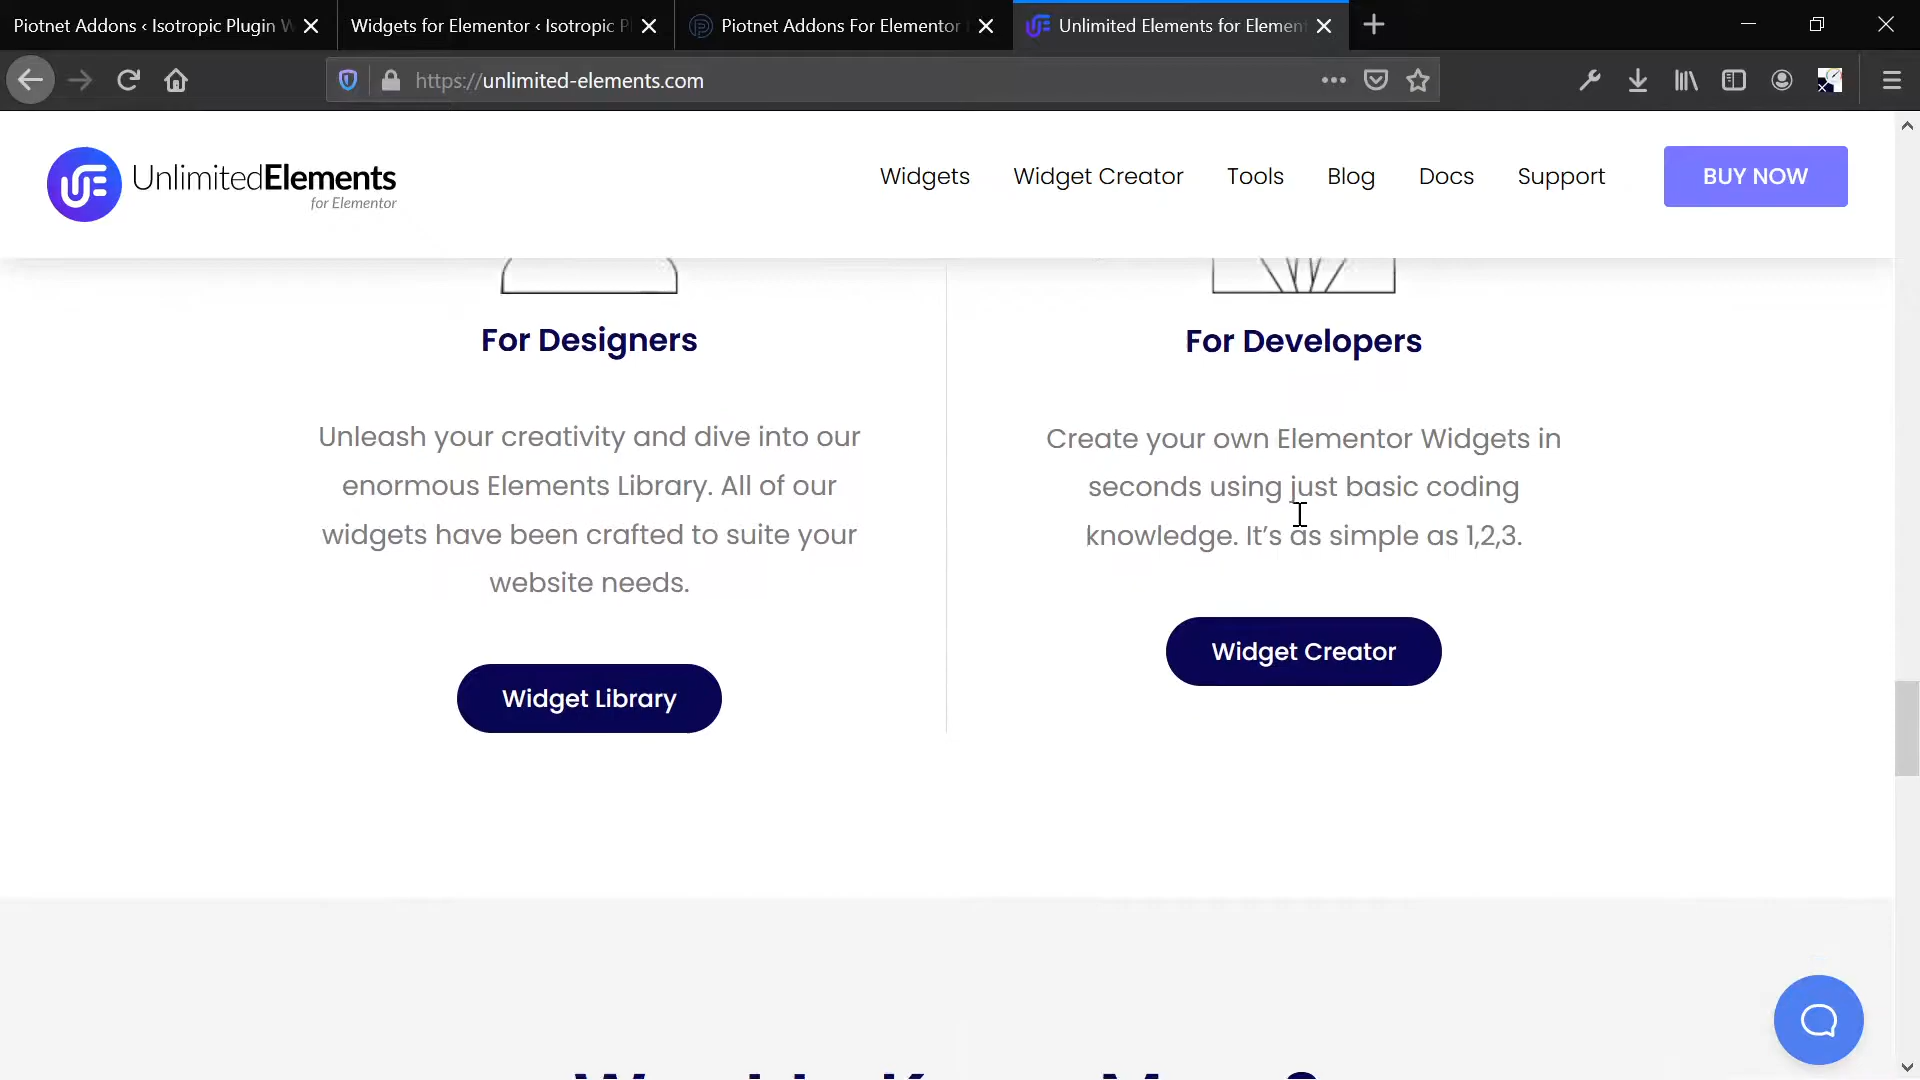 Piotnet Addons ‹ Isotropic Plugin W
Widgets for Elementor ‹ Isotropic P
Piotnet Addons For Elementor
Unlimited Elements for Elemen
https://unlimited-elements.com
UnlimitedElements
for Elementor
Widgets
Widget Creator
Tools
Blog
Docs
Support
BUY NOW
For Designers
Unleash your creativity and dive into our
enormous Elements Library. All of our
widgets have been crafted to suite your
website needs.
Widget Library
For Developers
Create your own Elementor Widgets in
seconds using just basic coding
knowledge. It’s as simple as 1,2,3.
Widget Creator